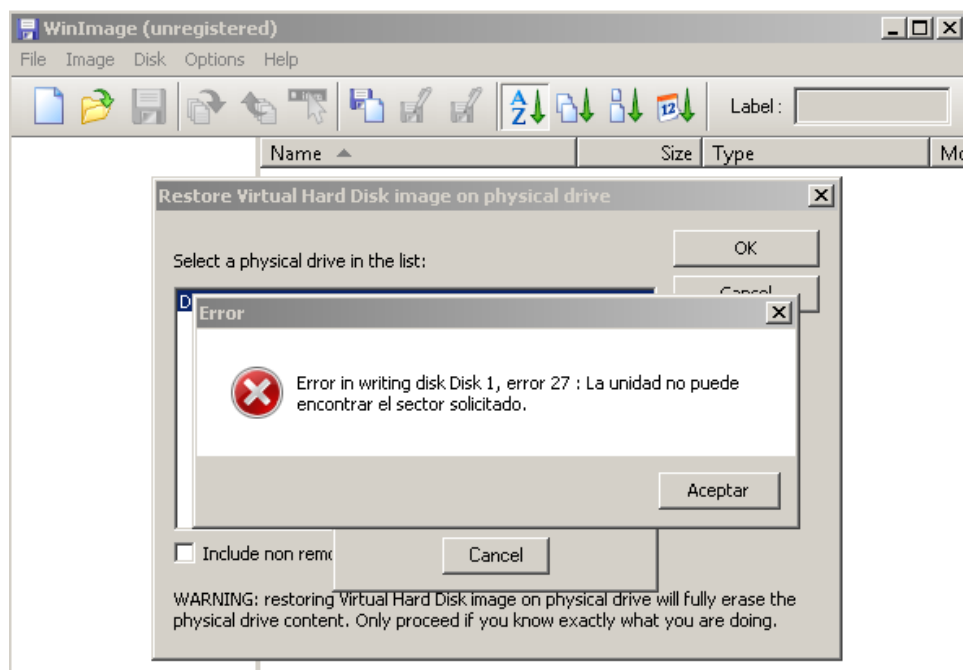 WinImage (unregistered)
File Image Disk Options Help
Label :
Name Size Type
Restore Virtual Hard Disk image on physical drive
OK
Select a physical drive in the list:
Cancel
D
Error
Error in writing disk Disk 1, error 27 : La unidad no puede
encontrar el sector solicitado.
Aceptar
Include non
Cancel
WARNING: restoring Virtual Hard Disk image on physical drive will fully erase the
physical drive content. Only proceed if you know exactly what you are doing.